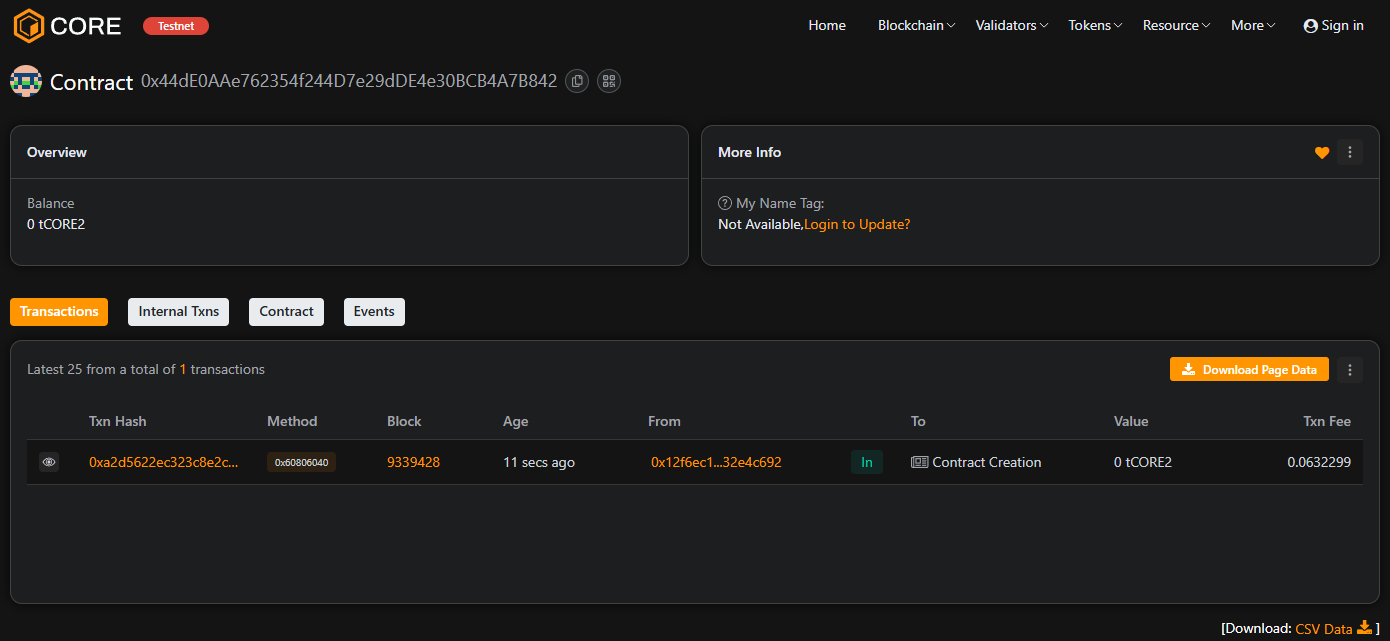 CORE Testnet Home Blockchain Validators Tokens Resource More Sign in
Contract 0x44dE0AAe762354f244D7e29dDE4e30BCB4A7B842
Overview
Balance
0 tCORE2
More Info
My Name Tag:
Not Available,Login to Update?
Transactions Internal Txns Contract Events
Latest 25 from a total of 1 transactions
Download Page Data
Txn Hash Method Block Age From To Value Txn Fee
0xa2d5622ec323c8e2c... 0x60806040 9339428 11 secs ago 0x12f6ec1...32e4c692 In Contract Creation 0 tCORE2 0.0632299
[Download: CSV Data ]